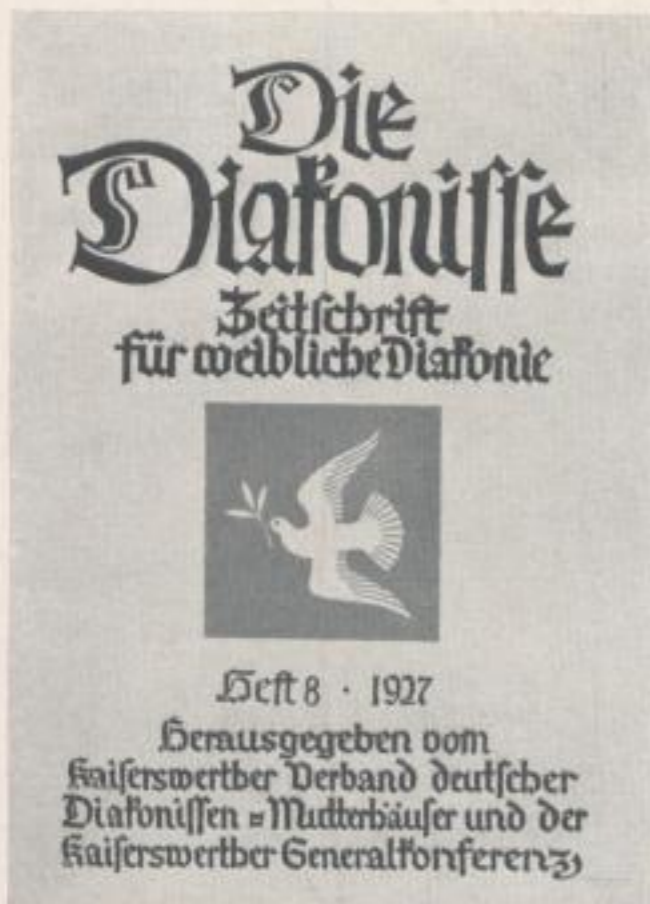 Die
Diakonisse
Zeitschrift
für weibliche Diakonie
Heft 8 · 1927
Herausgegeben vom
Kaiserswerther Verband deutscher
Diakonissen=Mutterhäuser und der
Kaiserswerther Generalkonferenz